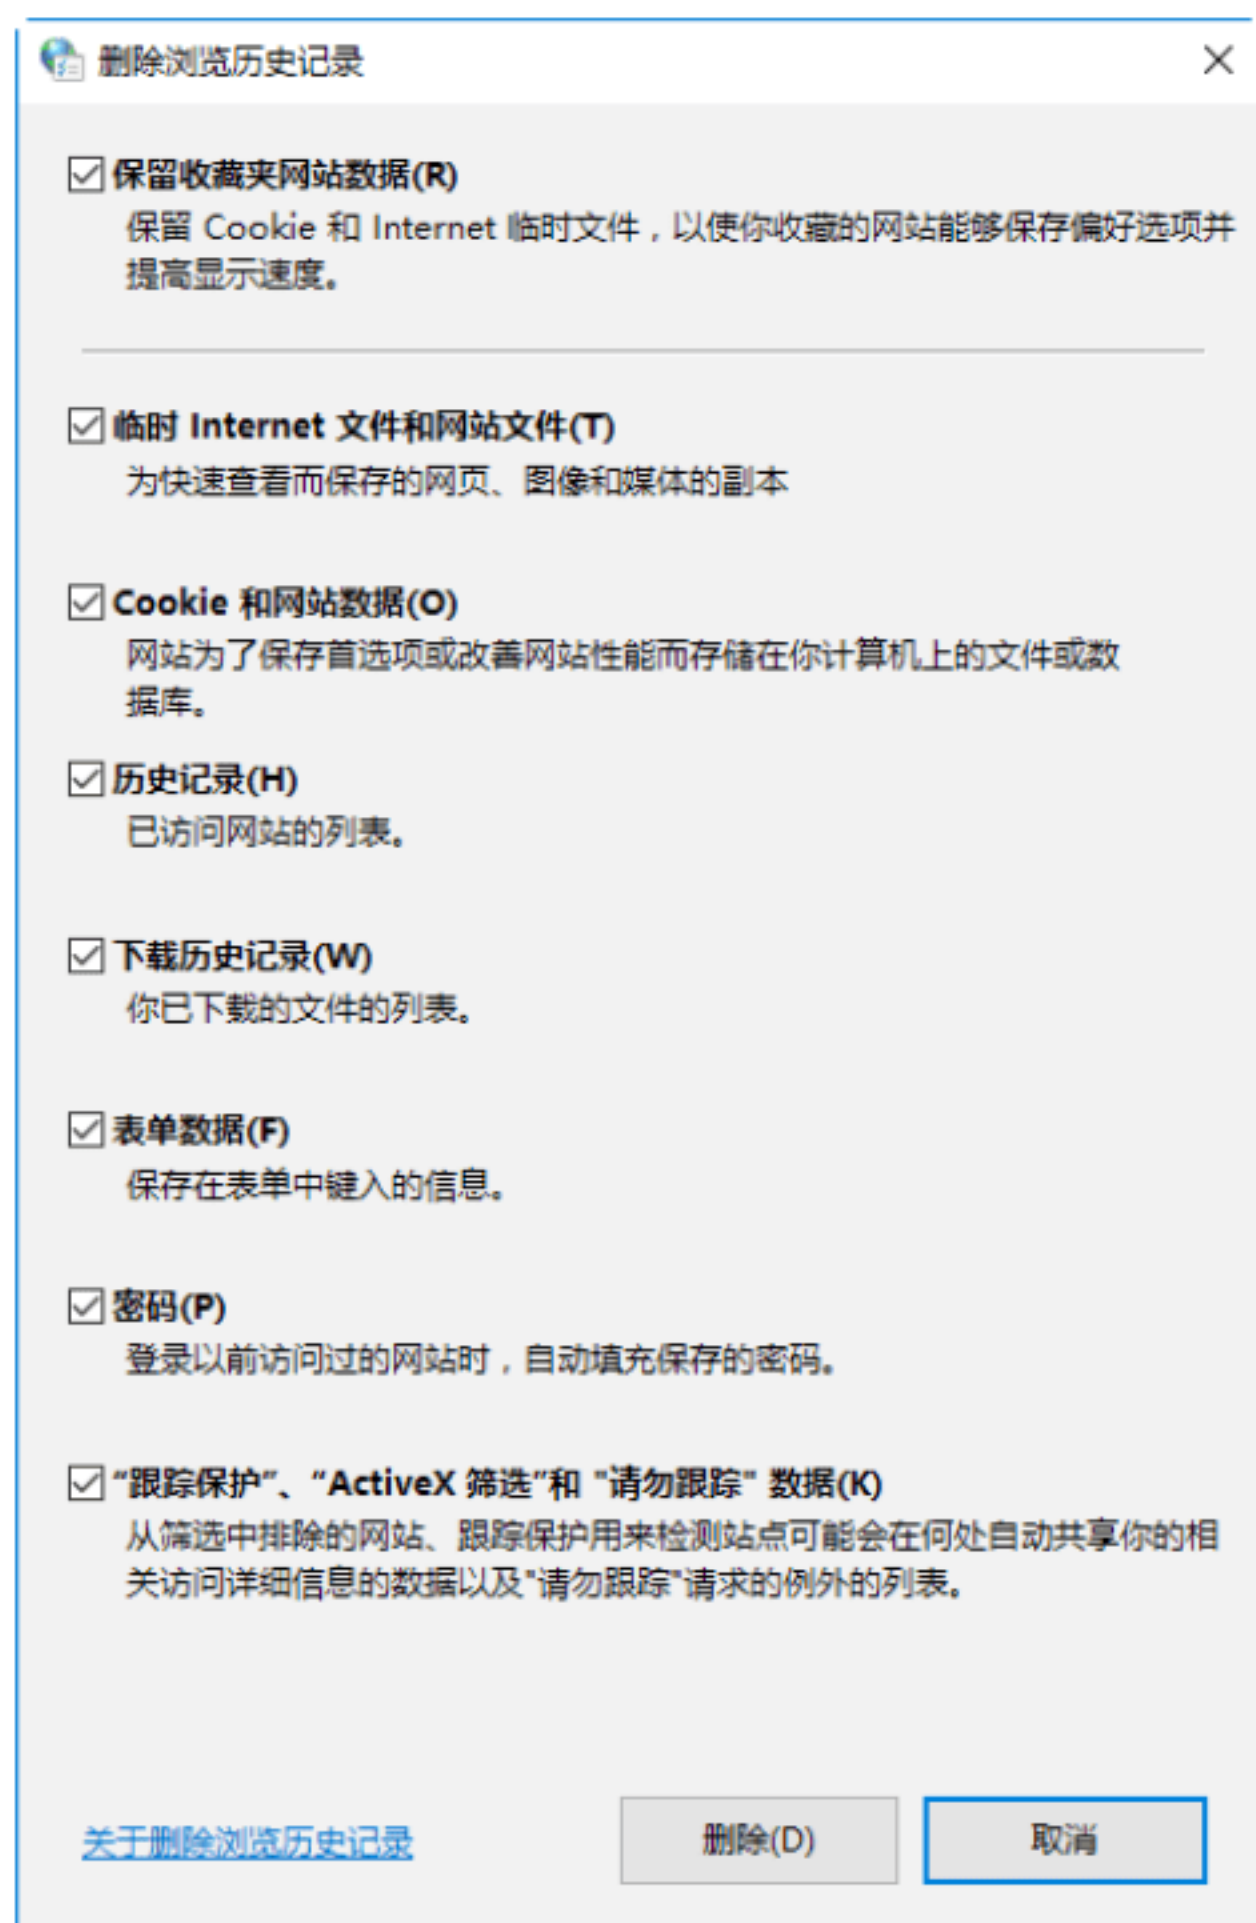 删除浏览历史记录
保留收藏夹网站数据(R)
保留 Cookie 和 Internet 临时文件，以使你收藏的网站能够保存偏好选项并
提高显示速度。
临时 Internet 文件和网站文件(T)
为快速查看而保存的网页、图像和媒体的副本
Cookie 和网站数据(O)
网站为了保存首选项或改善网站性能而存储在你计算机上的文件或数
据库。
历史记录(H)
已访问网站的列表。
下载历史记录(W)
你已下载的文件的列表。
表单数据(F)
保存在表单中键入的信息。
密码(P)
登录以前访问过的网站时，自动填充保存的密码。
“跟踪保护”、“ActiveX 筛选”和 "请勿跟踪" 数据(K)
从筛选中排除的网站、跟踪保护用来检测站点可能会在何处自动共享你的相
关访问详细信息的数据以及"请勿跟踪"请求的例外的列表。
关于删除浏览历史记录
删除(D)
取消